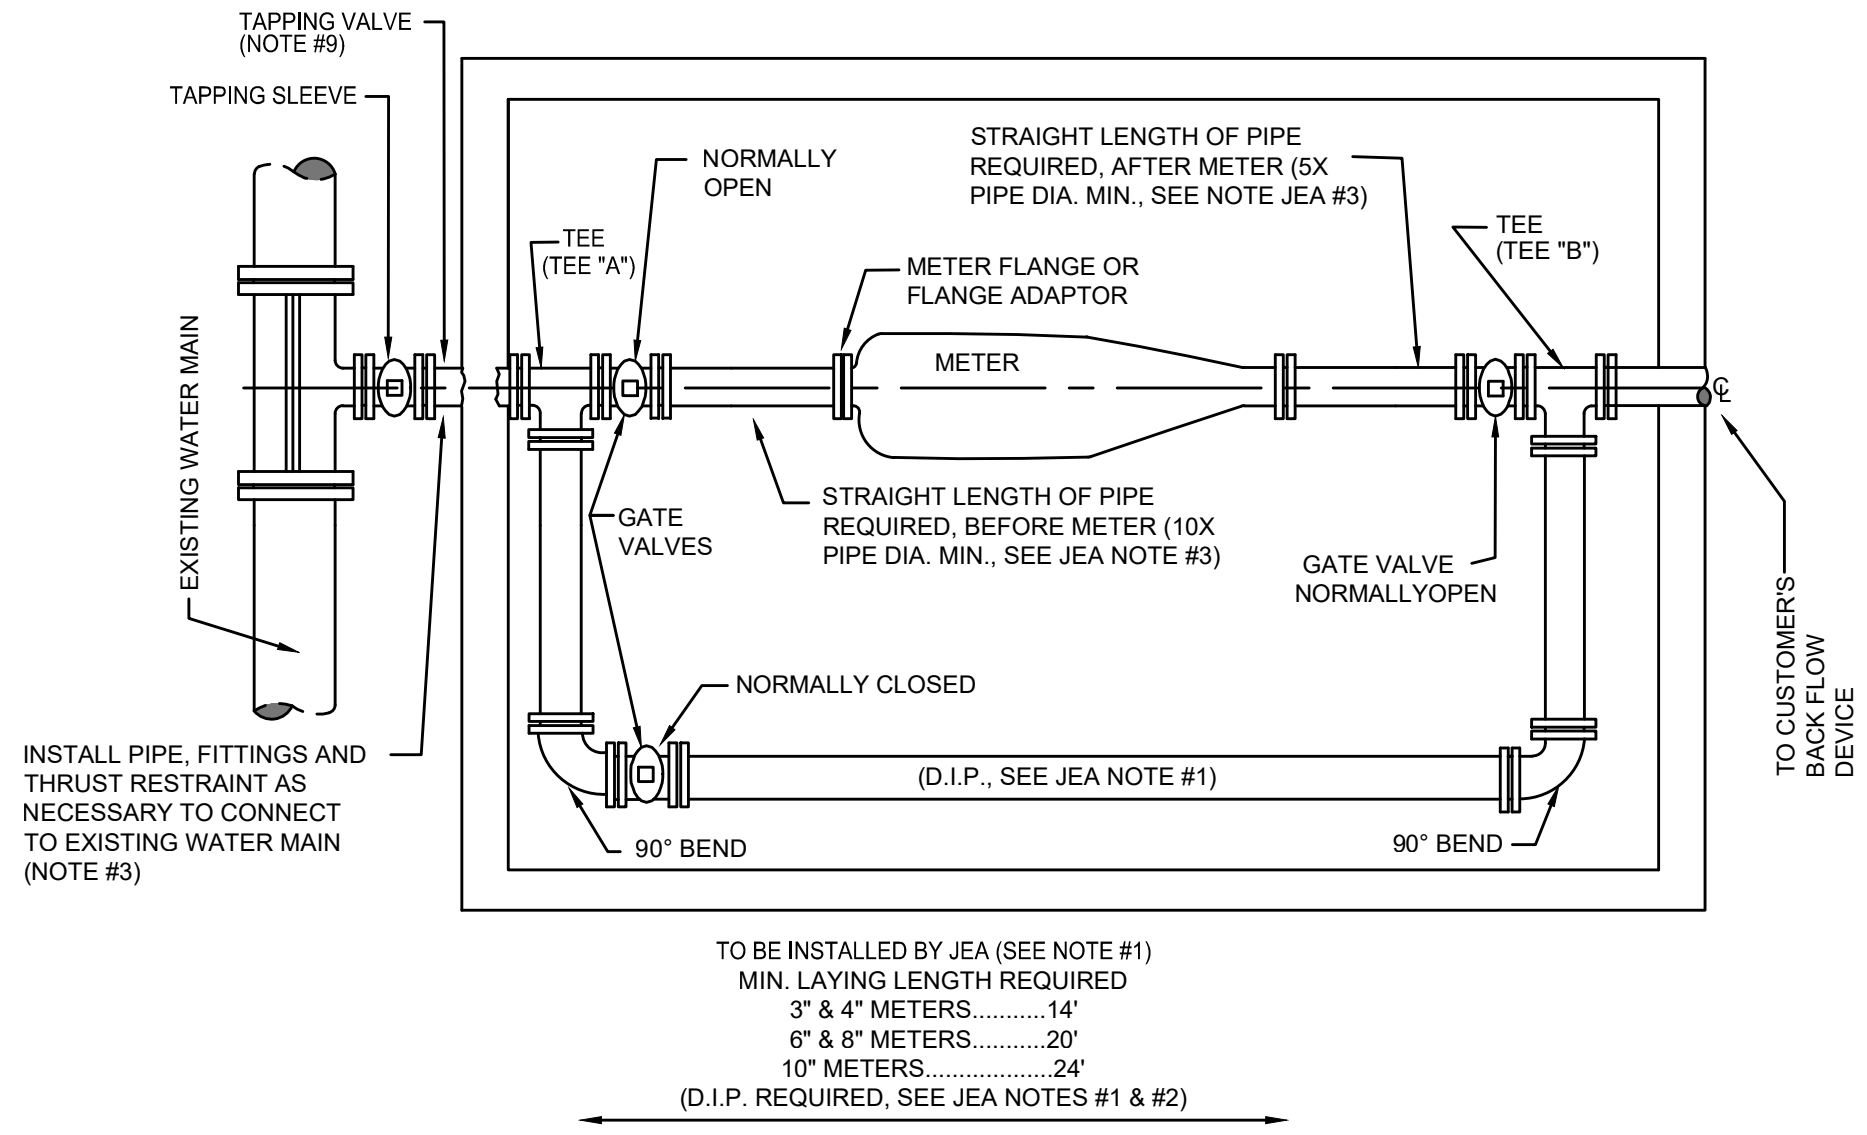 TAPPING VALVE
(NOTE #9)
TAPPING SLEEVE
NORMALLY
OPEN
STRAIGHT LENGTH OF PIPE
REQUIRED, AFTER METER (5X
PIPE DIA. MIN., SEE NOTE JEA #3)
TEE
(TEE "A")
TEE
(TEE "B")
METER FLANGE OR
FLANGE ADAPTOR
METER
EXISTING WATER MAIN
℄
GATE
VALVES
STRAIGHT LENGTH OF PIPE
REQUIRED, BEFORE METER (10X
PIPE DIA. MIN., SEE JEA NOTE #3)
GATE VALVE
NORMALLYOPEN
TO CUSTOMER'S
BACK FLOW
DEVICE
NORMALLY CLOSED
INSTALL PIPE, FITTINGS AND
THRUST RESTRAINT AS
NECESSARY TO CONNECT
TO EXISTING WATER MAIN
(NOTE #3)
(D.I.P., SEE JEA NOTE #1)
90° BEND
90° BEND
TO BE INSTALLED BY JEA (SEE NOTE #1)
MIN. LAYING LENGTH REQUIRED
3" & 4" METERS...........14'
6" & 8" METERS...........20'
10" METERS...................24'
(D.I.P. REQUIRED, SEE JEA NOTES #1 & #2)